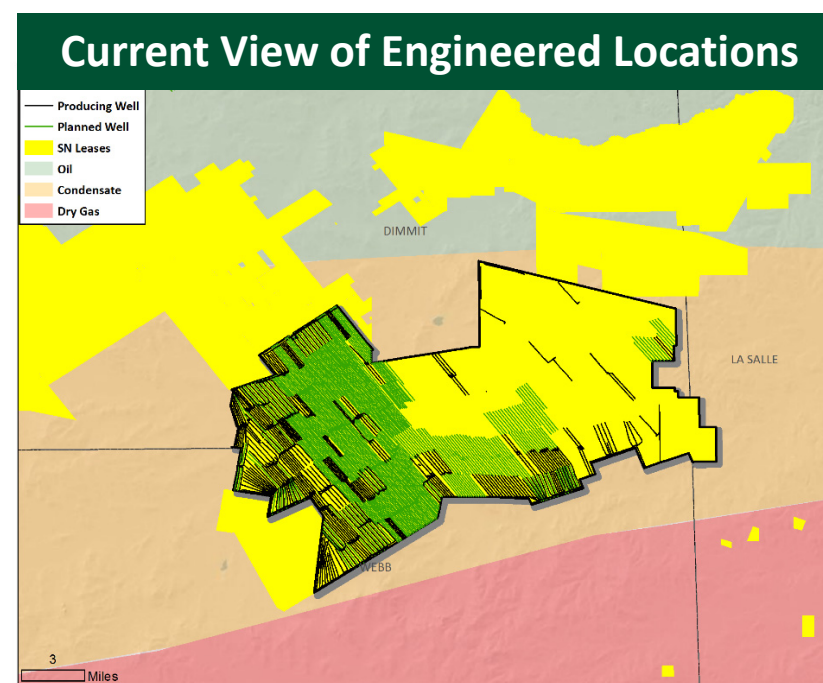 Current View of Engineered Locations
Producing Well
Planned Well
SN Leases
Oil
Condensate
Dry Gas
DIMMIT
LA SALLE
WEBB
3
Miles